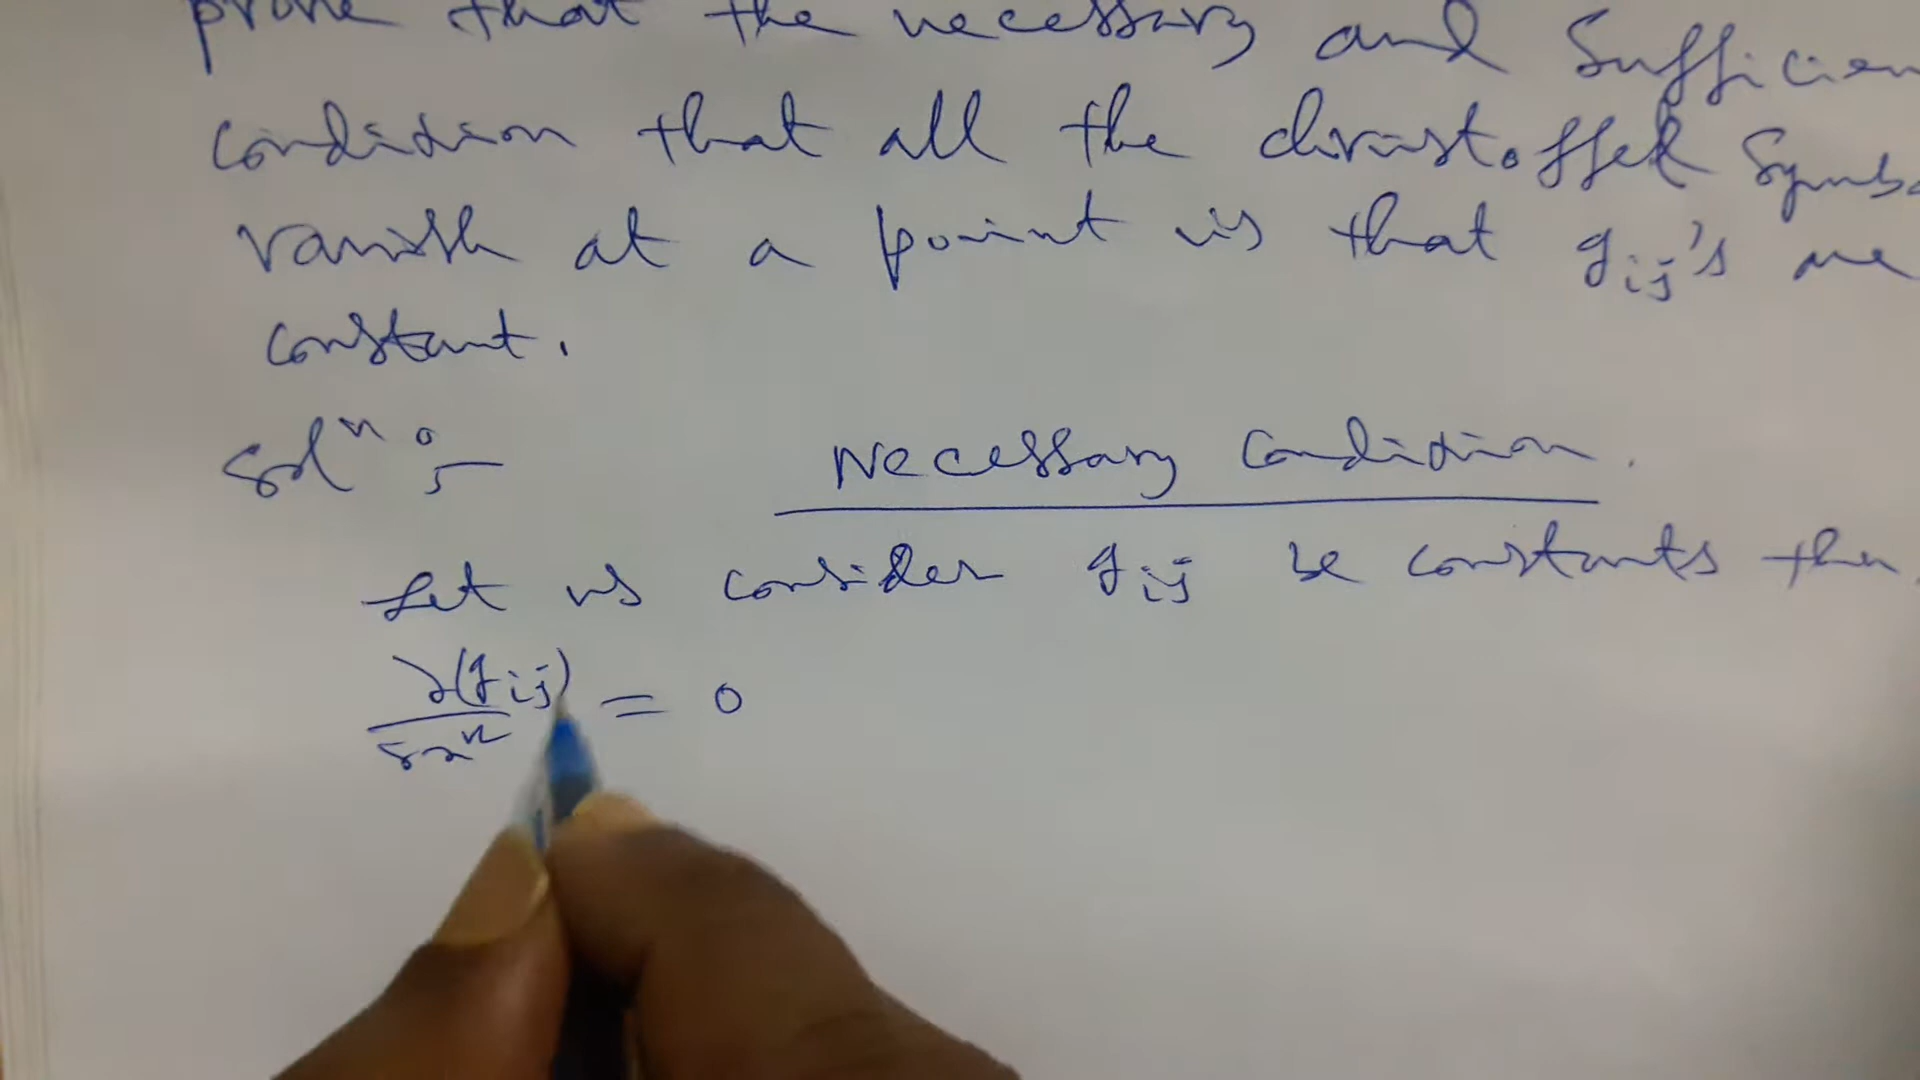 prove that the necessary and Sufficien
condition that all the christoffel Symbo
vanish at a point is that gij's are
constant.
Solⁿ :- Necessary Condition.
Let us consider gij be constants then
∂(gij)/∂xᵏ = 0